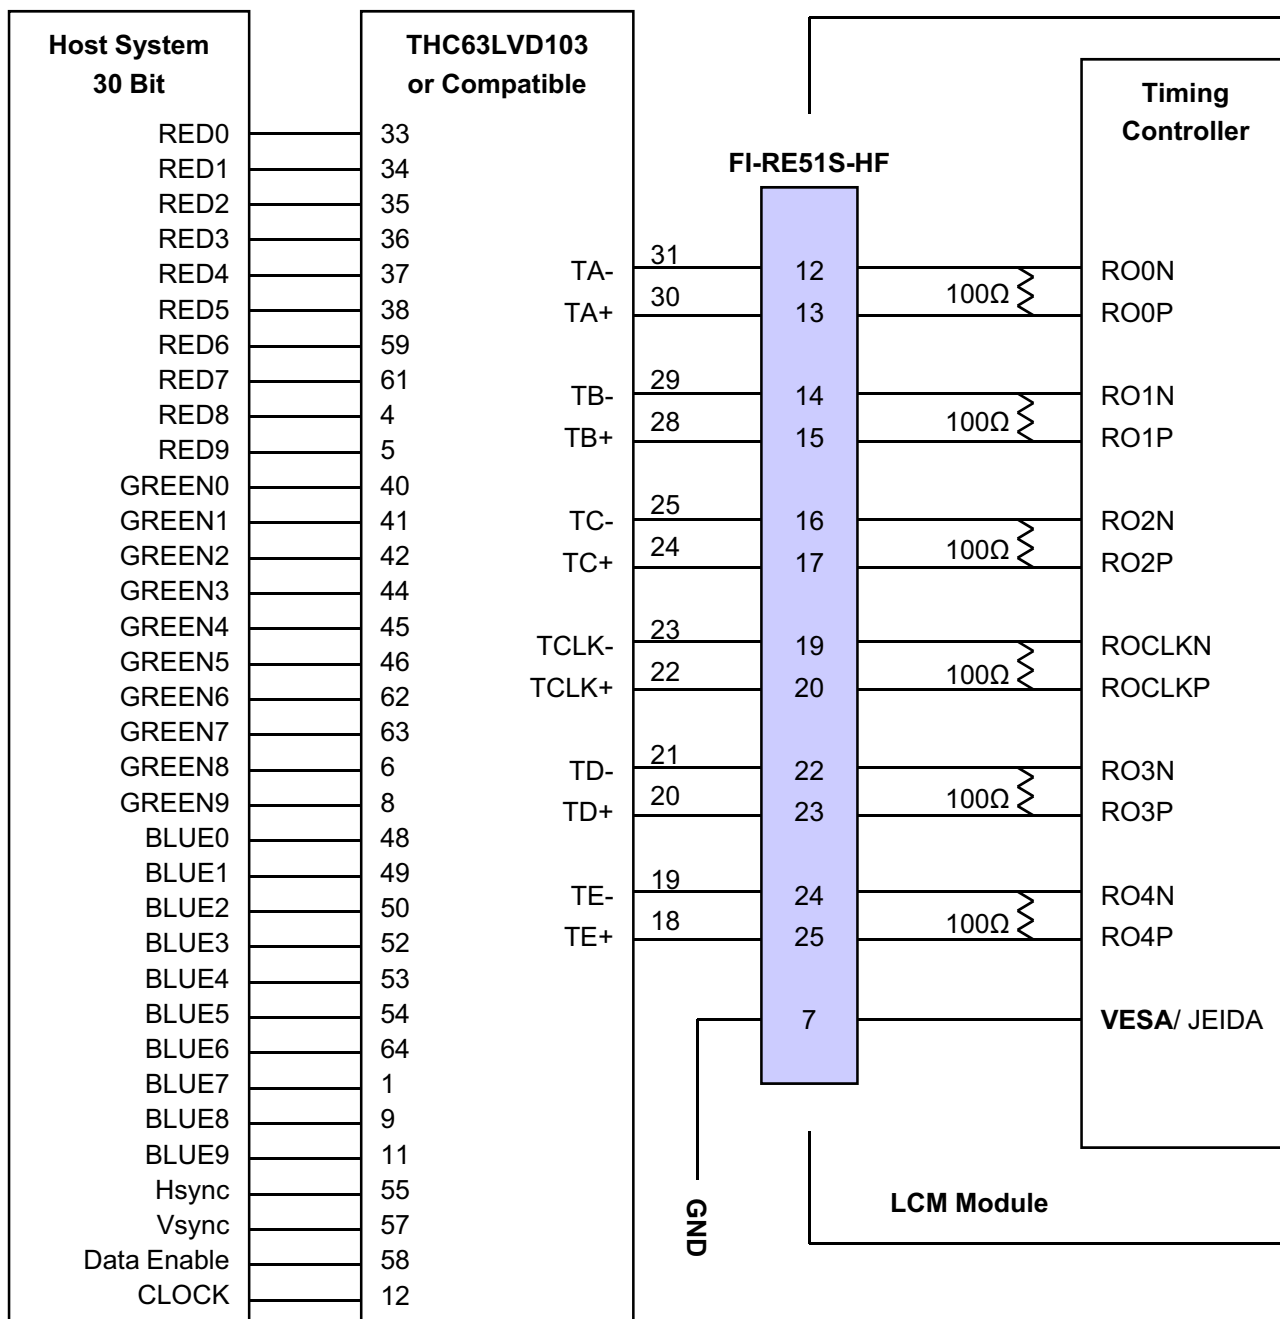 Host System
30 Bit
RED0
RED1
RED2
RED3
RED4
RED5
RED6
RED7
RED8
RED9
GREEN0
GREEN1
GREEN2
GREEN3
GREEN4
GREEN5
GREEN6
GREEN7
GREEN8
GREEN9
BLUE0
BLUE1
BLUE2
BLUE3
BLUE4
BLUE5
BLUE6
BLUE7
BLUE8
BLUE9
Hsync
Vsync
Data Enable
CLOCK
THC63LVD103
or Compatible
33
34
35
36
37
38
59
61
4
5
40
41
42
44
45
46
62
63
6
8
48
49
50
52
53
54
64
1
9
11
55
57
58
12
TA-
TA+
TB-
TB+
TC-
TC+
TCLK-
TCLK+
TD-
TD+
TE-
TE+
31
30
29
28
25
24
23
22
21
20
19
18
GND
FI-RE51S-HF
12
13
14
15
16
17
19
20
22
23
24
25
7
100Ω
100Ω
100Ω
100Ω
100Ω
100Ω
LCM Module
Timing
Controller
RO0N
RO0P
RO1N
RO1P
RO2N
RO2P
ROCLKN
ROCLKP
RO3N
RO3P
RO4N
RO4P
VESA/ JEIDA